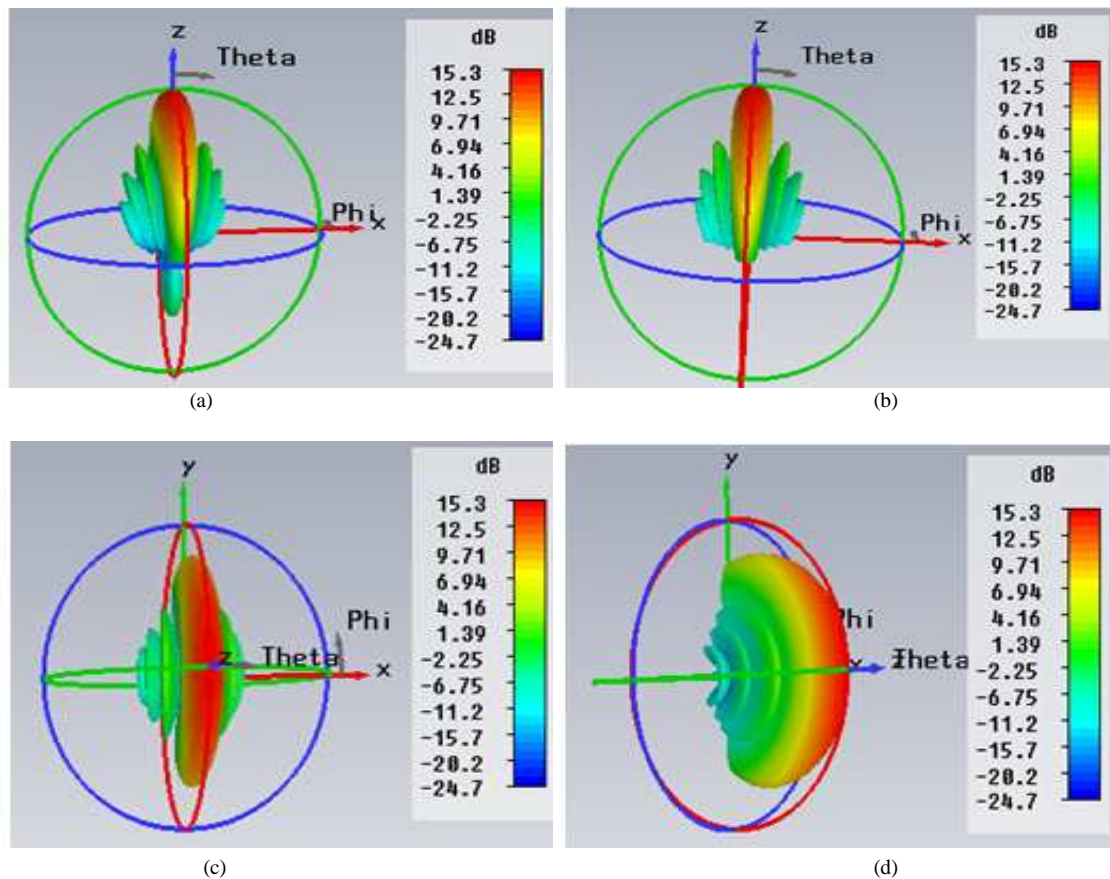 z
Theta
Phi
x
dB
15.3
12.5
9.71
6.94
4.16
1.39
-2.25
-6.75
-11.2
-15.7
-20.2
-24.7
(a)
z
Theta
Phi
x
dB
15.3
12.5
9.71
6.94
4.16
1.39
-2.25
-6.75
-11.2
-15.7
-20.2
-24.7
(b)
y
Phi
z
Theta
x
dB
15.3
12.5
9.71
6.94
4.16
1.39
-2.25
-6.75
-11.2
-15.7
-20.2
-24.7
(c)
y
Phi
Theta
dB
15.3
12.5
9.71
6.94
4.16
1.39
-2.25
-6.75
-11.2
-15.7
-20.2
-24.7
(d)